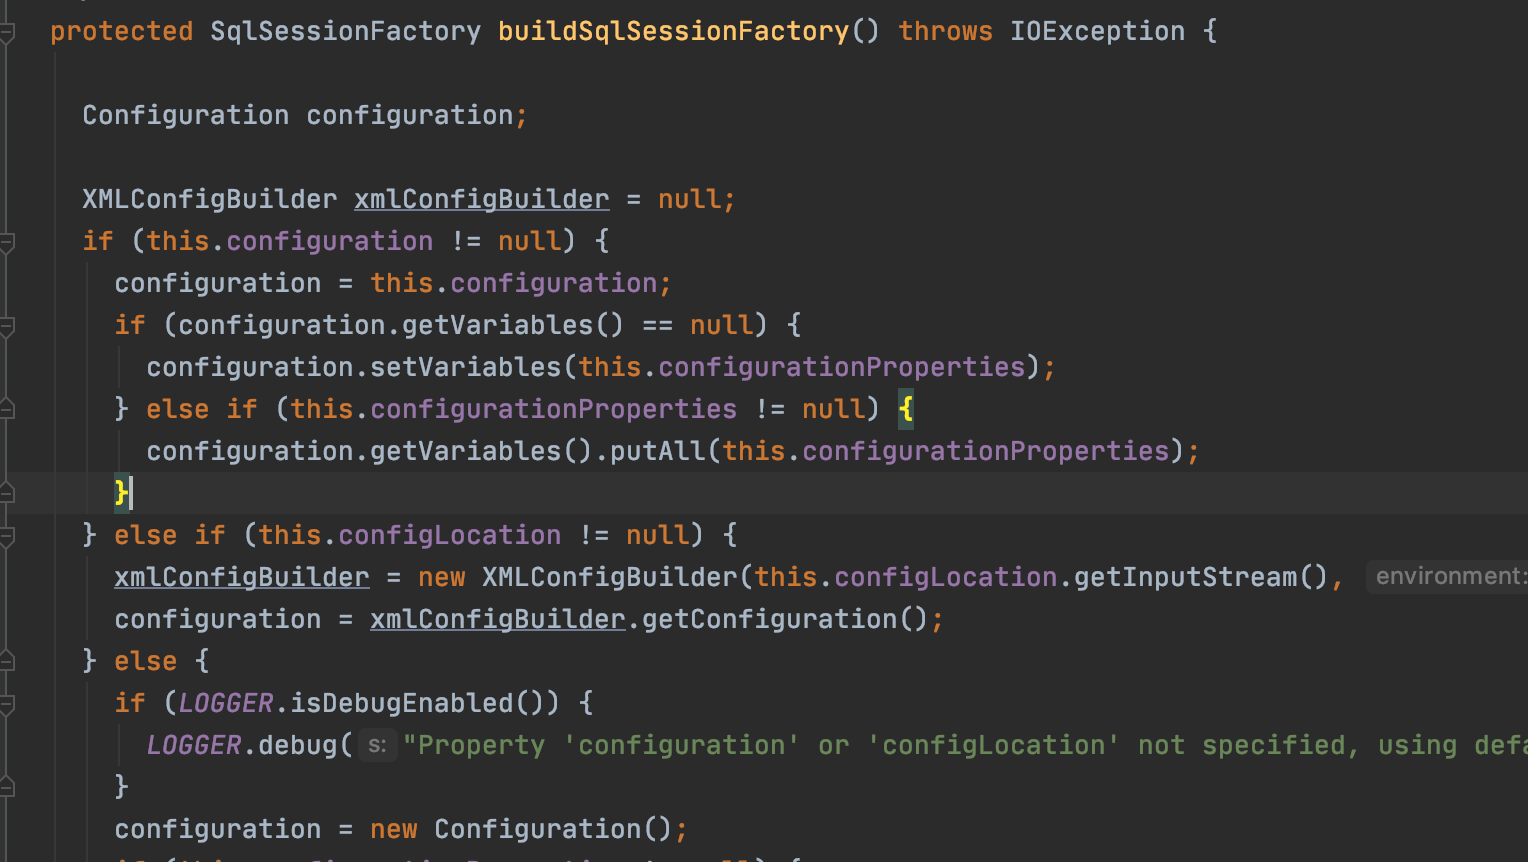 protected SqlSessionFactory buildSqlSessionFactory() throws IOException {
Configuration configuration;
XMLConfigBuilder xmlConfigBuilder = null;
if (this.configuration != null) {
configuration = this.configuration;
if (configuration.getVariables() == null) {
configuration.setVariables(this.configurationProperties);
} else if (this.configurationProperties != null) {
configuration.getVariables().putAll(this.configurationProperties);
}
} else if (this.configLocation != null) {
xmlConfigBuilder = new XMLConfigBuilder(this.configLocation.getInputStream(), environment:
configuration = xmlConfigBuilder.getConfiguration();
} else {
if (LOGGER.isDebugEnabled()) {
LOGGER.debug( s: "Property 'configuration' or 'configLocation' not specified, using defa
}
configuration = new Configuration();